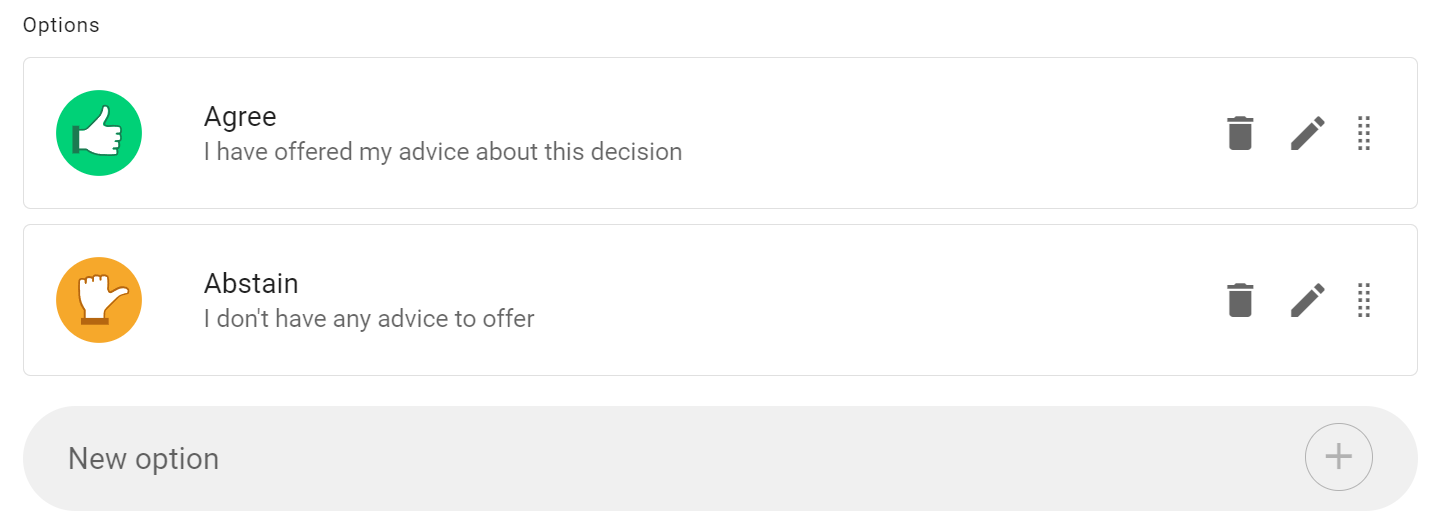 Options
Agree
I have offered my advice about this decision
Abstain
I don't have any advice to offer
New option